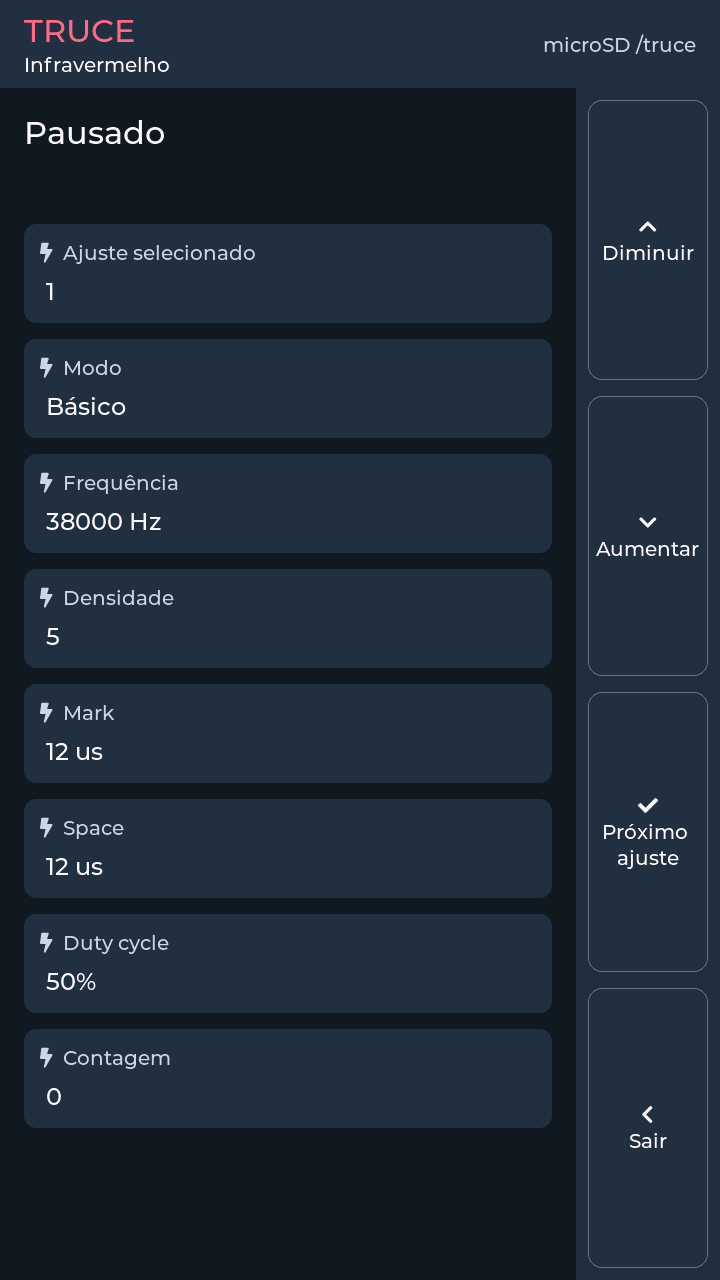 TRUCE
Infravermelho
microSD /truce
Pausado
Ajuste selecionado
1
Modo
Básico
Frequência
38000 Hz
Densidade
5
Mark
12 us
Space
12 us
Duty cycle
50%
Contagem
0
Diminuir
Aumentar
Próximo
ajuste
Sair